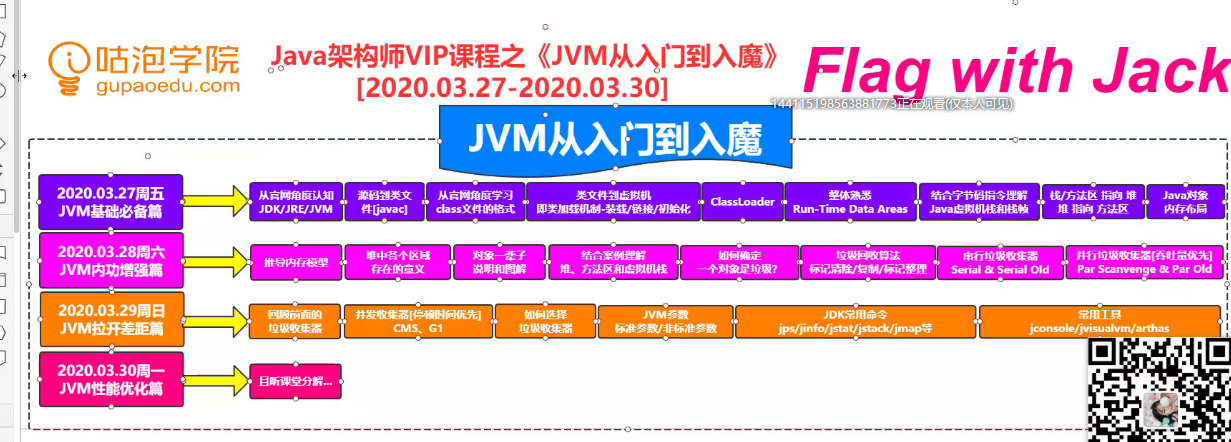 咕泡学院
gupaoedu.com
Java架构师VIP课程之《JVM从入门到入魔》
[2020.03.27-2020.03.30]
Flag with Jack
144115198563881773正在观看(仅本人可见)
JVM从入门到入魔
2020.03.27周五
JVM基础必备篇
从官网角度认知
JDK/JRE/JVM
源码到类文
件[javac]
从官网角度学习
class文件的格式
类文件到虚拟机
即类加载机制-装载/链接/初始化
ClassLoader
整体熟悉
Run-Time Data Areas
结合字节码指令理解
Java虚拟机栈和栈帧
栈/方法区 指向 堆
堆 指向 方法区
Java对象
内存布局
2020.03.28周六
JVM内功增强篇
推导内存模型
堆中各个区域
存在的意义
对象一辈子
说明和图解
结合案例理解
堆、方法区和虚拟机栈
如何确定
一个对象是垃圾?
垃圾回收算法
标记清除/复制/标记整理
串行垃圾收集器
Serial & Serial Old
并行垃圾收集器[吞吐量优先]
Par Scanvenge & Par Old
2020.03.29周日
JVM拉开差距篇
回顾前面的
垃圾收集器
并发收集器[停顿时间优先]
CMS、G1
如何选择
垃圾收集器
JVM参数
标准参数/非标准参数
JDK常用命令
jps/jinfo/jstat/jstack/jmap等
常用工具
jconsole/jvisualvm/arthas
2020.03.30周一
JVM性能优化篇
且听课堂分解...